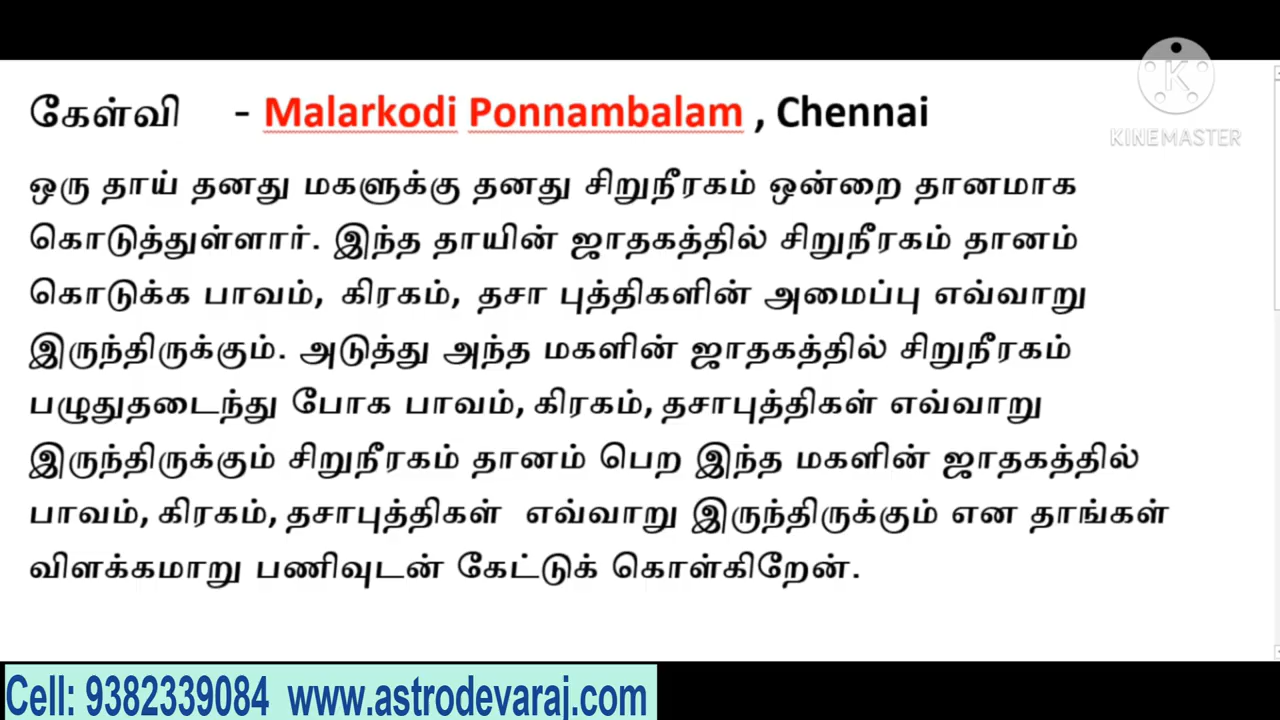 கேள்வி - Malarkodi Ponnambalam , Chennai
KINEMASTER
ஒரு தாய் தனது மகளுக்கு தனது சிறுநீரகம் ஒன்றை தானமாக
கொடுத்துள்ளார். இந்த தாயின் ஜாதகத்தில் சிறுநீரகம் தானம்
கொடுக்க பாவம், கிரகம், தசா புத்திகளின் அமைப்பு எவ்வாறு
இருந்திருக்கும். அடுத்து அந்த மகளின் ஜாதகத்தில் சிறுநீரகம்
பழுதுதடைந்து போக பாவம், கிரகம், தசாபுத்திகள் எவ்வாறு
இருந்திருக்கும் சிறுநீரகம் தானம் பெற இந்த மகளின் ஜாதகத்தில்
பாவம், கிரகம், தசாபுத்திகள் எவ்வாறு இருந்திருக்கும் என தாங்கள்
விளக்கமாறு பணிவுடன் கேட்டுக் கொள்கிறேன்.
Cell: 9382339084 www.astrodevaraj.com